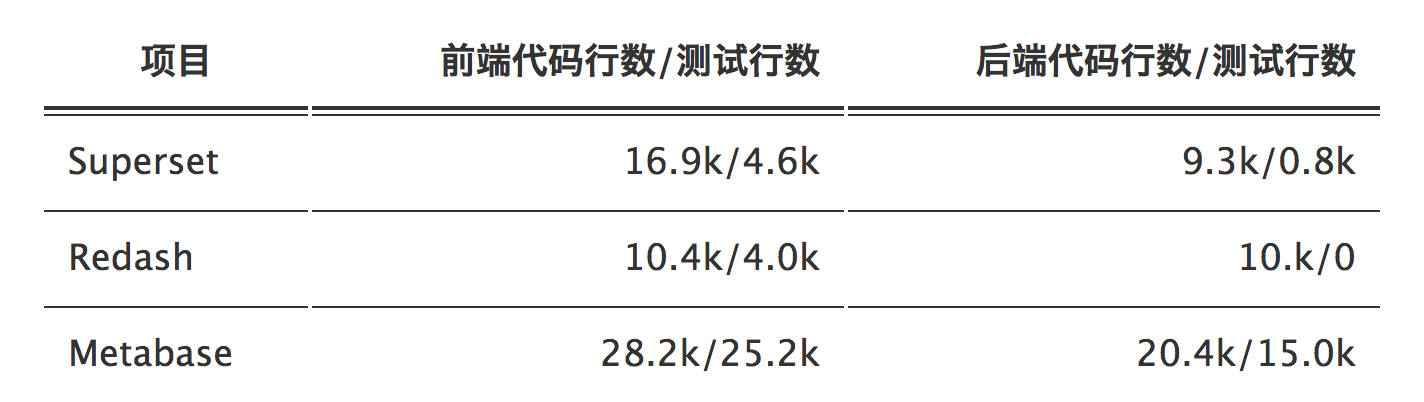 项目 前端代码行数/测试行数 后端代码行数/测试行数
Superset 16.9k/4.6k 9.3k/0.8k
Redash 10.4k/4.0k 10.k/0
Metabase 28.2k/25.2k 20.4k/15.0k